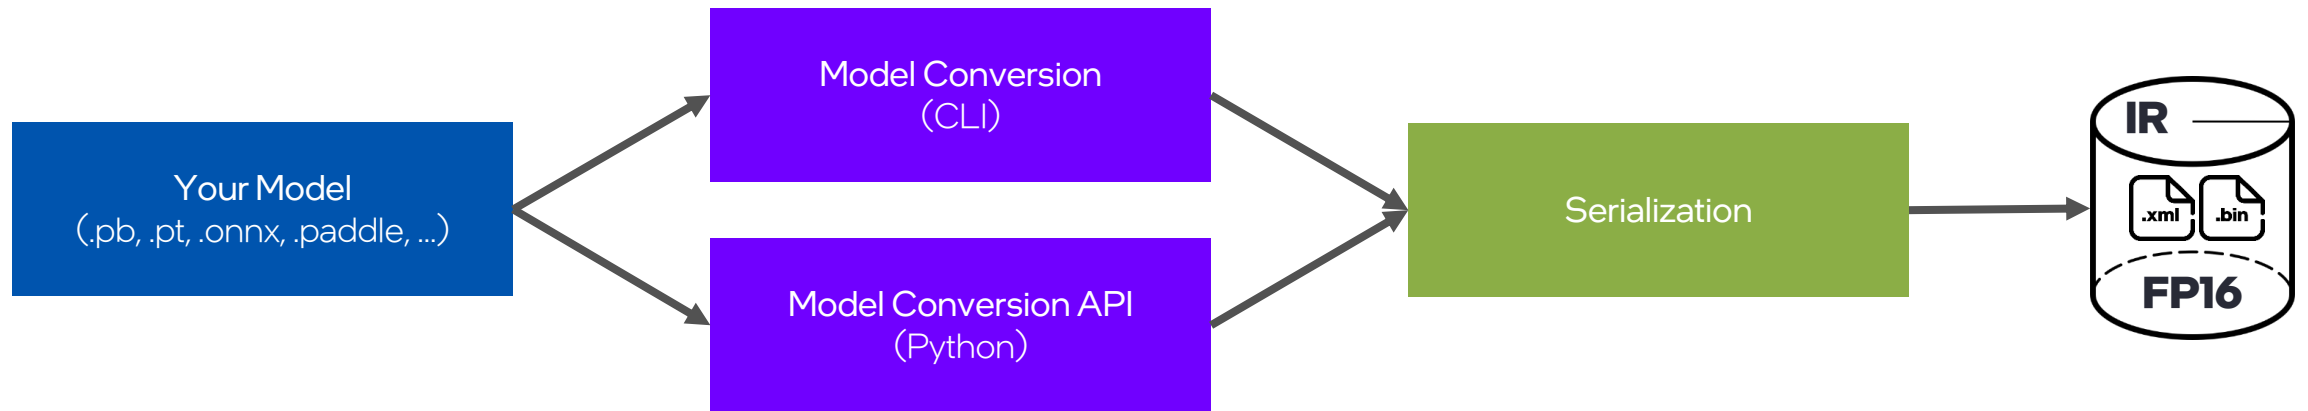 Your Model
(.pb, .pt, .onnx, .paddle, ...)
Model Conversion
(CLI)
Model Conversion API
(Python)
Serialization
IR
.xml
.bin
FP16